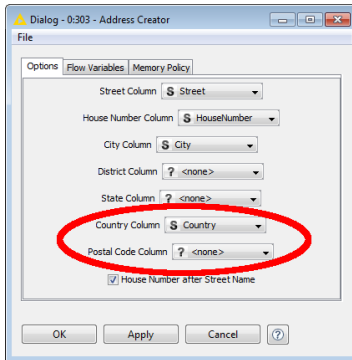 Dialog - 0:303 - Address Creator
File
Options Flow Variables Memory Policy
Street Column S Street
House Number Column S HouseNumber
City Column S City
District Column ? <none>
State Column ? <none>
Country Column S Country
Postal Code Column ? <none>
House Number after Street Name
OK Apply Cancel ?